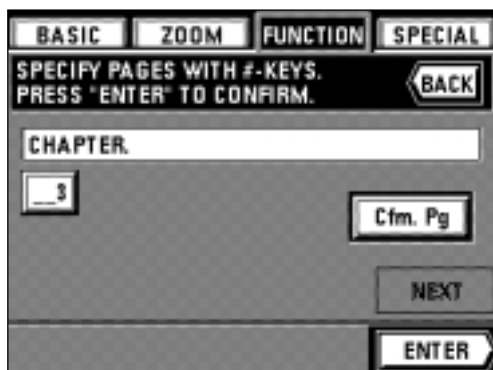 BASIC ZOOM FUNCTION SPECIAL
SPECIFY PAGES WITH #-KEYS.
PRESS "ENTER" TO CONFIRM.
BACK
CHAPTER.
__3
Cfm. Pg
NEXT
ENTER